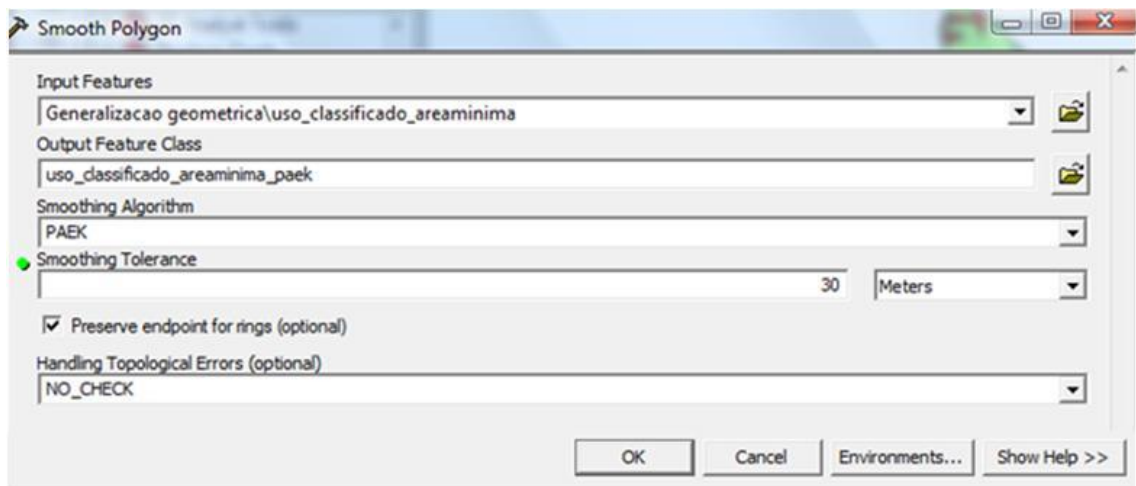 Smooth Polygon
Input Features
Generalizacao geometrica\uso_classificado_areaminima
Output Feature Class
uso_classificado_areaminima_paek
Smoothing Algorithm
PAEK
Smoothing Tolerance
30 Meters
Preserve endpoint for rings (optional)
Handling Topological Errors (optional)
NO_CHECK
OK Cancel Environments... Show Help >>